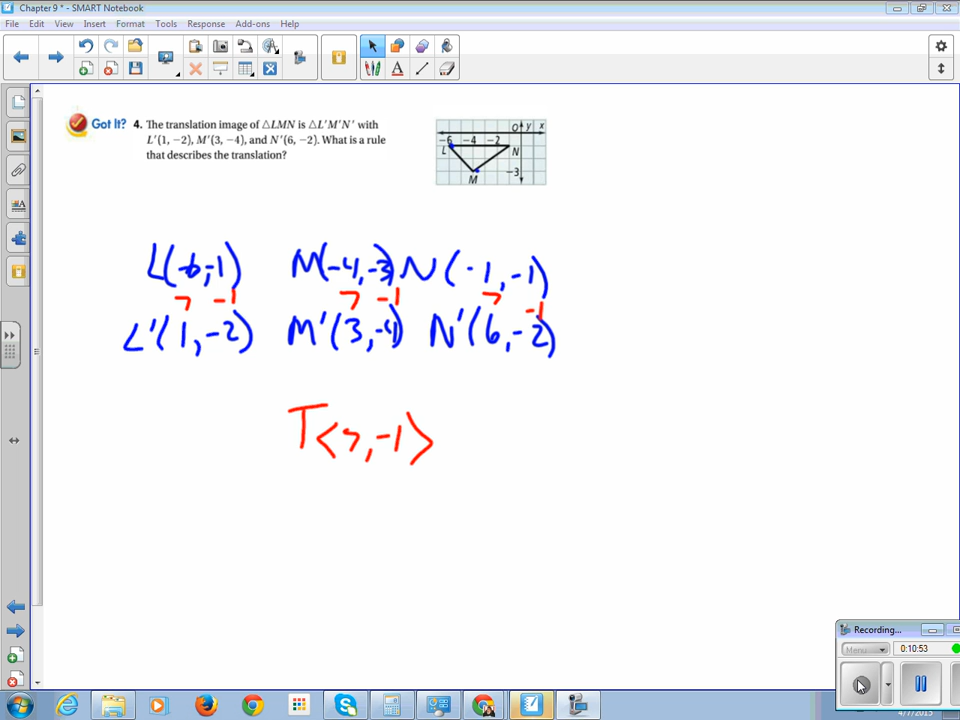 Chapter 9 * - SMART Notebook
File Edit View Insert Format Tools Response Add-ons Help
Got It? 4. The translation image of △LMN is △L′M′N′ with
L′(1, −2), M′(3, −4), and N′(6, −2). What is a rule
that describes the translation?
O y x
−6 −4 −2
L N
−3
M
L(-6,-1) M(-4,-3) N(-1,-1)
7 -1 7 -1 7 -1
L'(1,-2) M'(3,-4) N'(6,-2)
T<7,-1>
Recording...
Menu 0:10:53
4/7/2015